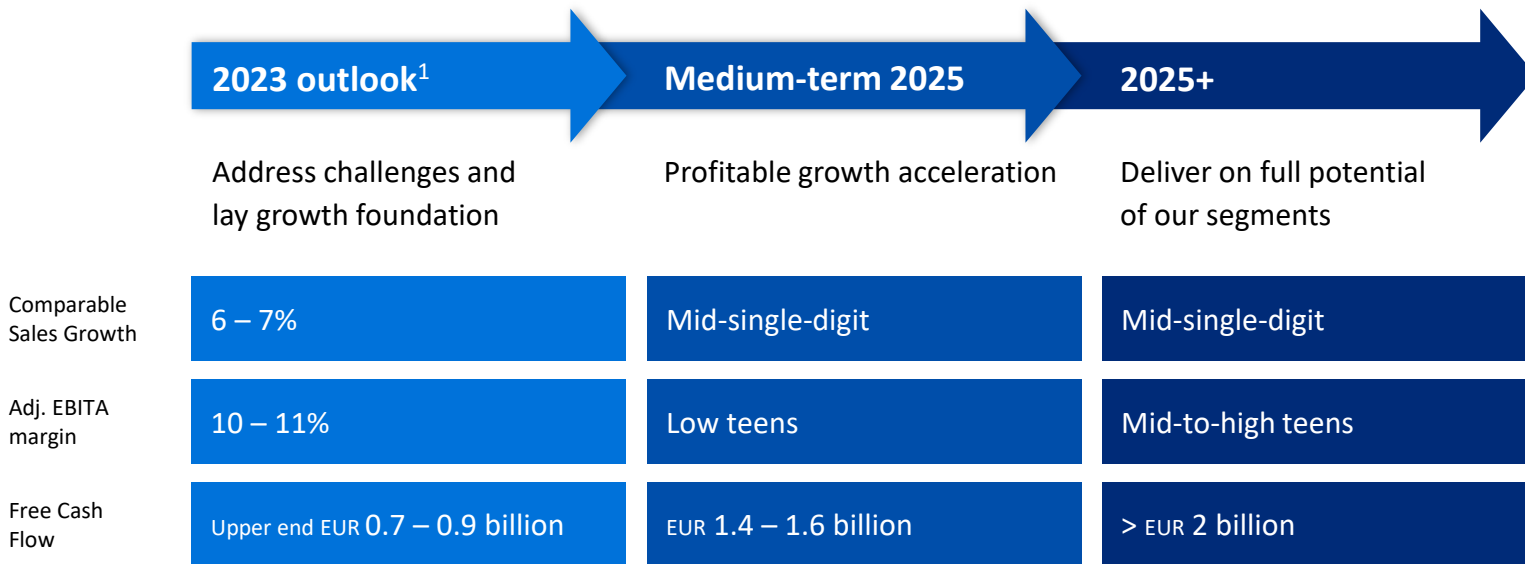 2023 outlook1
Medium-term 2025
2025+
Address challenges and
lay growth foundation
Profitable growth acceleration
Deliver on full potential
of our segments
Comparable
Sales Growth
6 – 7%
Mid-single-digit
Mid-single-digit
Adj. EBITA
margin
10 – 11%
Low teens
Mid-to-high teens
Free Cash
Flow
Upper end EUR 0.7 – 0.9 billion
EUR 1.4 – 1.6 billion
> EUR 2 billion